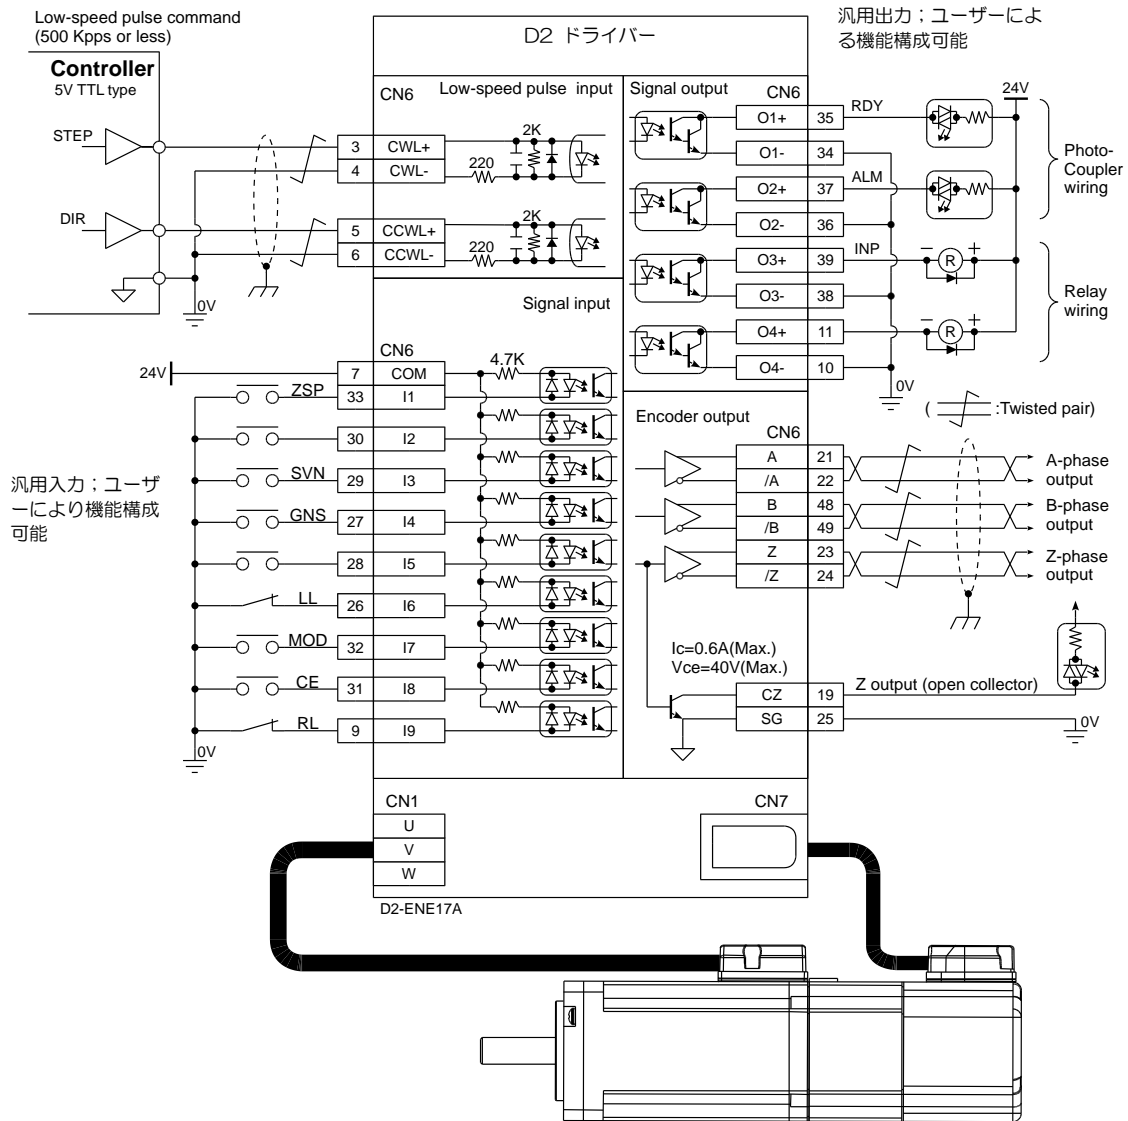 Low-speed pulse command
(500 Kpps or less)
Controller
5V TTL type
STEP
DIR
0V
D2 ドライバー
汎用出力；ユーザーによ
る機能構成可能
CN6
Low-speed pulse input
3 CWL+
4 CWL-
2K
220
5 CCWL+
6 CCWL-
2K
220
Signal output
CN6
O1+ 35 RDY
O1- 34
O2+ 37 ALM
O2- 36
O3+ 39 INP
O3- 38
O4+ 11
O4- 10
24V
Photo-
Coupler
wiring
− R +
− R +
Relay
wiring
0V
Signal input
CN6
24V
7 COM
4.7K
ZSP 33 I1
30 I2
SVN 29 I3
GNS 27 I4
28 I5
LL 26 I6
MOD 32 I7
CE 31 I8
RL 9 I9
0V
汎用入力；ユーザ
ーにより機能構成
可能
( :Twisted pair)
Encoder output
CN6
A 21
/A 22
B 48
/B 49
Z 23
/Z 24
A-phase
output
B-phase
output
Z-phase
output
Ic=0.6A(Max.)
Vce=40V(Max.)
CZ 19
SG 25
Z output (open collector)
0V
CN1
U
V
W
CN7
D2-ENE17A